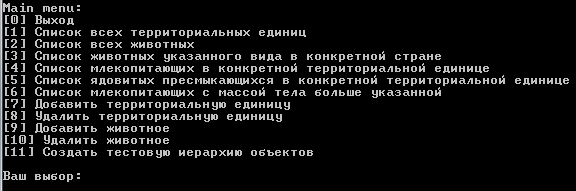 Main menu:
[0] Выход
[1] Список всех территориальных единиц
[2] Список всех животных
[3] Список животных указанного вида в конкретной стране
[4] Список млекопитающих в конкретной территориальной единице
[5] Список ядовитых пресмыкающихся в конкретной территориальной единице
[6] Список млекопитающих с массой тела больше указанной
[7] Добавить территориальную единицу
[8] Удалить территориальную единицу
[9] Добавить животное
[10] Удалить животное
[11] Создать тестовую иерархию объектов
Ваш выбор: